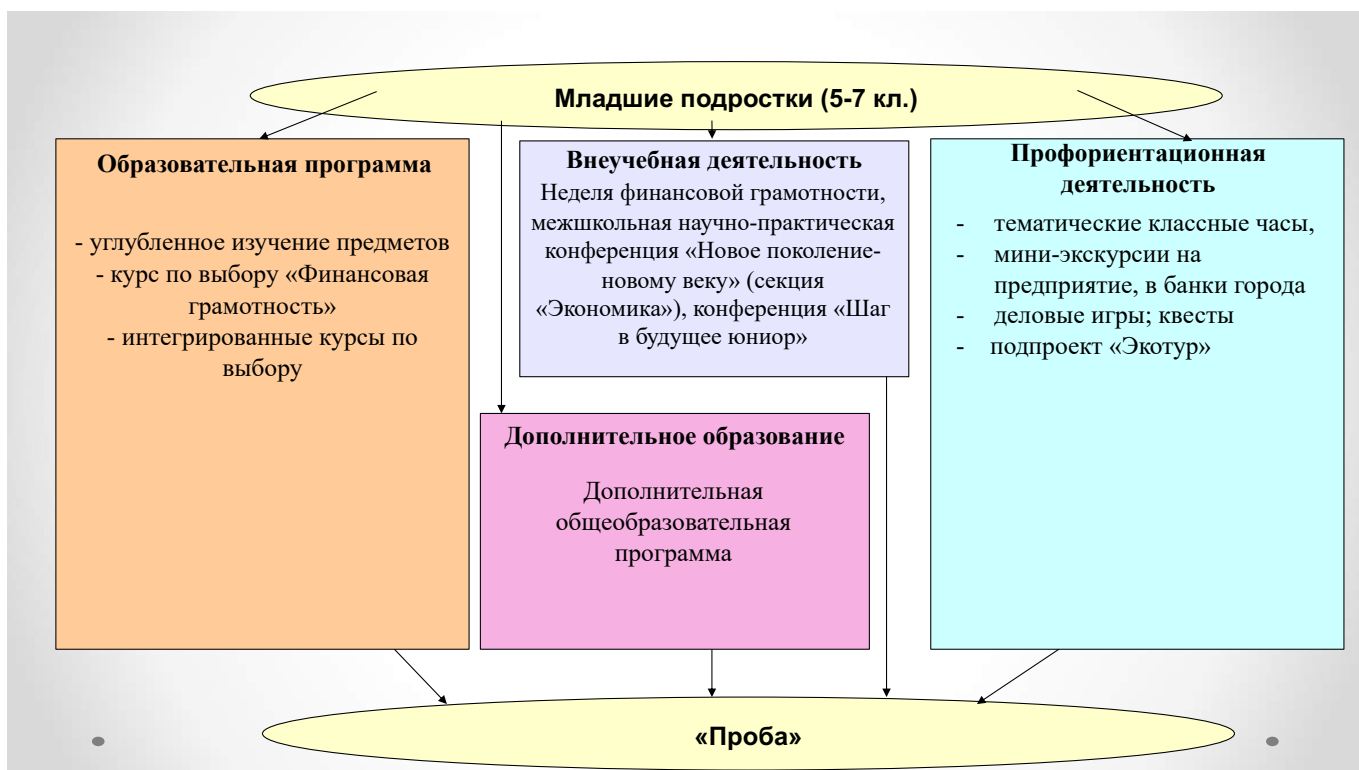 Младшие подростки (5-7 кл.)
Образовательная программа
- углубленное изучение предметов
- курс по выбору «Финансовая
грамотность»
- интегрированные курсы по
выбору
Внеучебная деятельность
Неделя финансовой грамотности,
межшкольная научно-практическая
конференция «Новое поколение-
новому веку» (секция
«Экономика»), конференция «Шаг
в будущее юниор»
Дополнительное образование
Дополнительная
общеобразовательная
программа
Профориентационная
деятельность
- тематические классные часы,
- мини-экскурсии на
предприятие, в банки города
- деловые игры; квесты
- подпроект «Экотур»
«Проба»